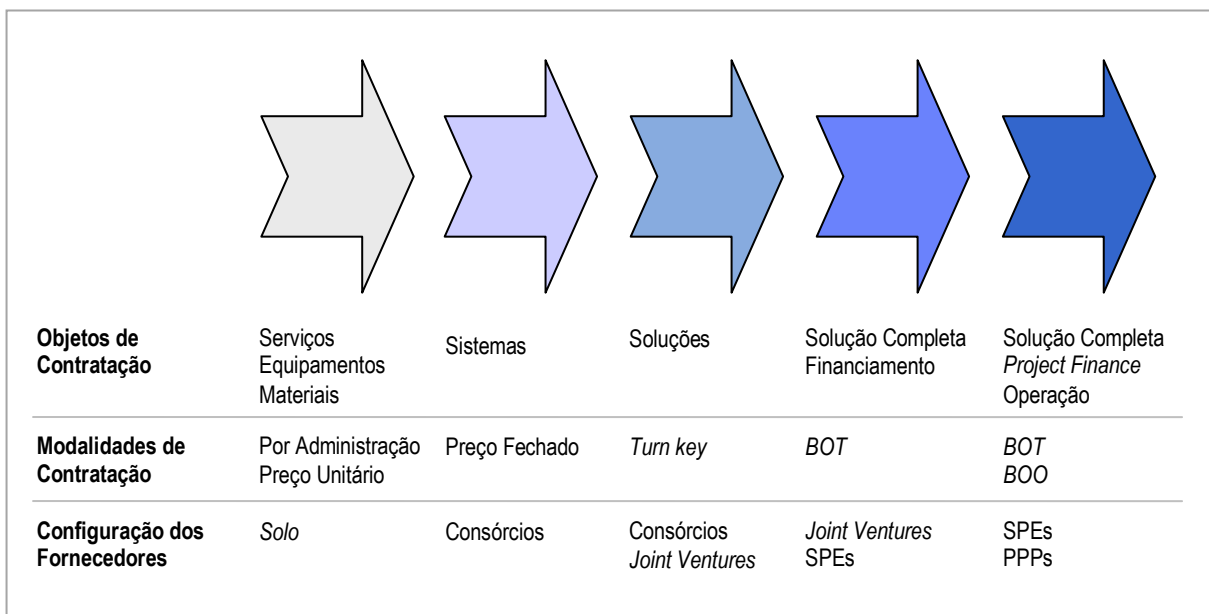 Objetos de Contratação
Serviços
Equipamentos
Materiais
Sistemas
Soluções
Solução Completa
Financiamento
Solução Completa
Project Finance
Operação
Modalidades de Contratação
Por Administração
Preço Unitário
Preço Fechado
Turn key
BOT
BOT
BOO
Configuração dos Fornecedores
Solo
Consórcios
Consórcios
Joint Ventures
Joint Ventures
SPEs
SPEs
PPPs